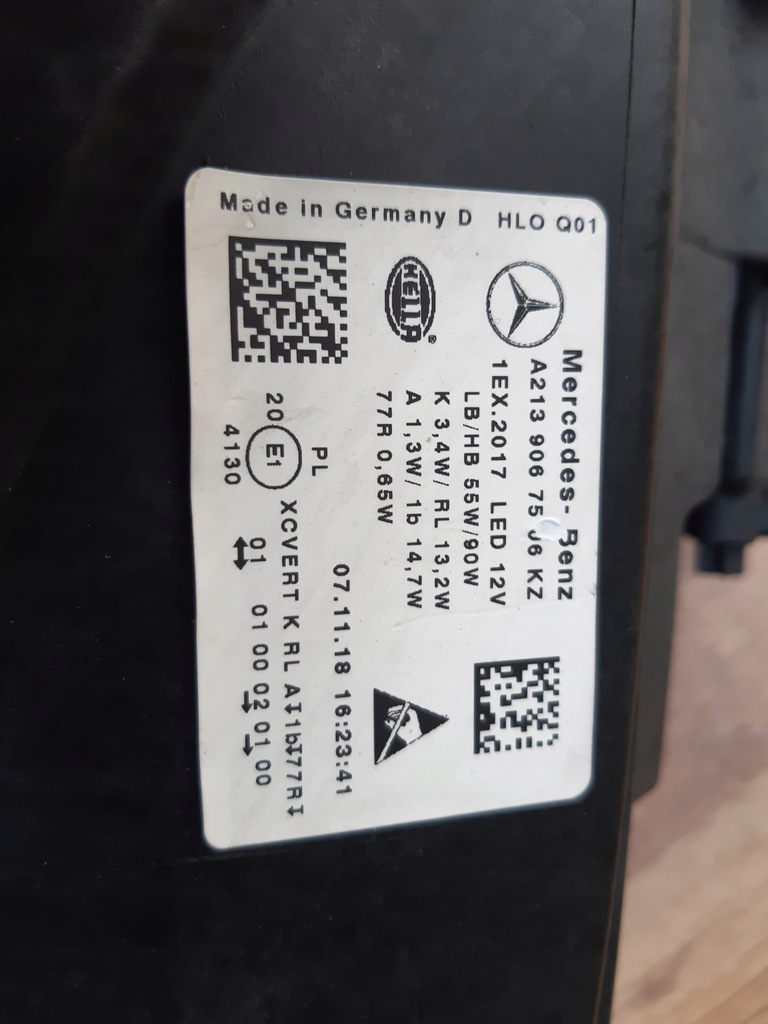 Made in Germany D HLO Q01
Mercedes-Benz
A213 906 KZ
1EX.2017 LED 12V
LB/HB 55W/90W
K 3,4W/ RL 13,2W
A 1,3W/ 1b 14,7W
77R 0,65W
HELLA®
07.11.18 16:23:41
PL
XCVERT K RL A↧1b↧77R↧
20 E1 01 01 00 02 01 00
4130 ↔ → →